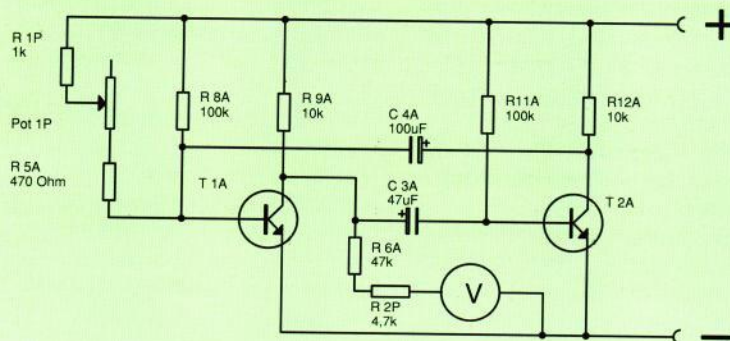 R 1P
1k
Pot 1P
R 5A
470 Ohm
R 8A
100k
T 1A
R 9A
10k
C 4A
100uF
+
C 3A
47uF
+
R 6A
47k
R 2P
4,7k
V
R11A
100k
R12A
10k
T 2A
+
−